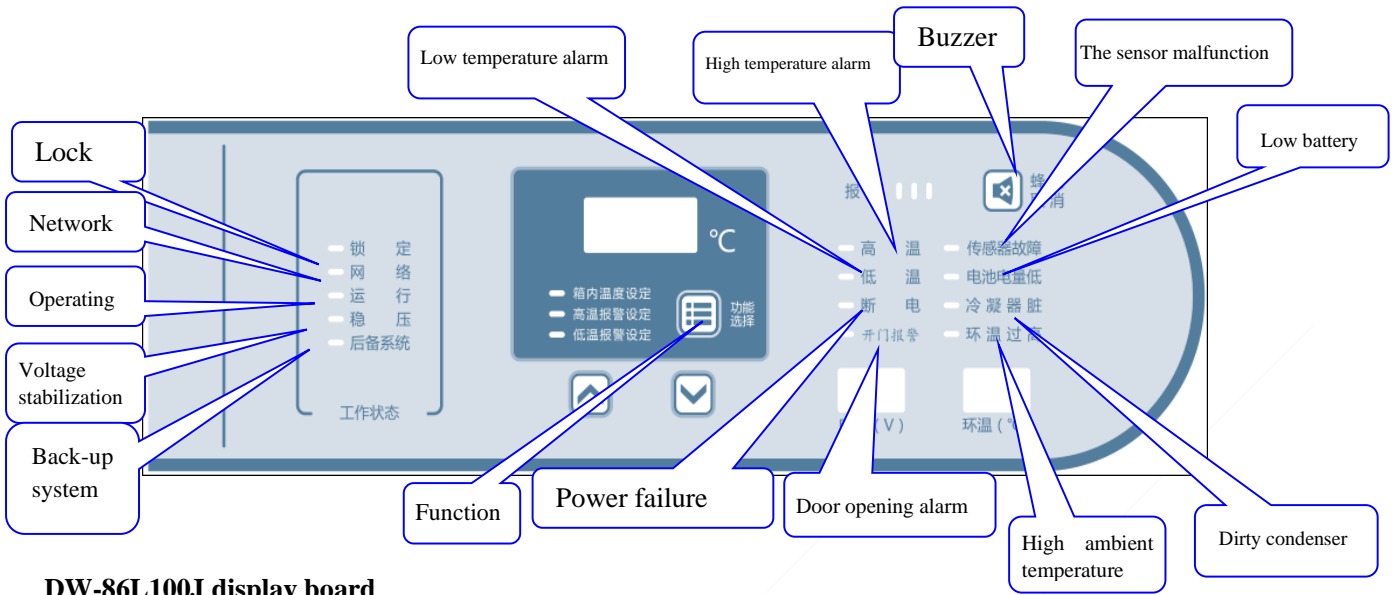 Buzzer
Low temperature alarm
High temperature alarm
The sensor malfunction
Lock
Low battery
Network
Operating
Voltage
stabilization
Back-up
system
锁 定
网 络
运 行
稳 压
后备系统
工作状态
℃
箱内温度设定
高温报警设定
低温报警设定
功能
选择
报
消
高 温
低 温
断 电
开门报警
传感器故障
电池电量低
冷凝器脏
环温过高
(V)
环温(℃
Function
Power failure
Door opening alarm
High ambient
temperature
Dirty condenser
DW-86L100J display board